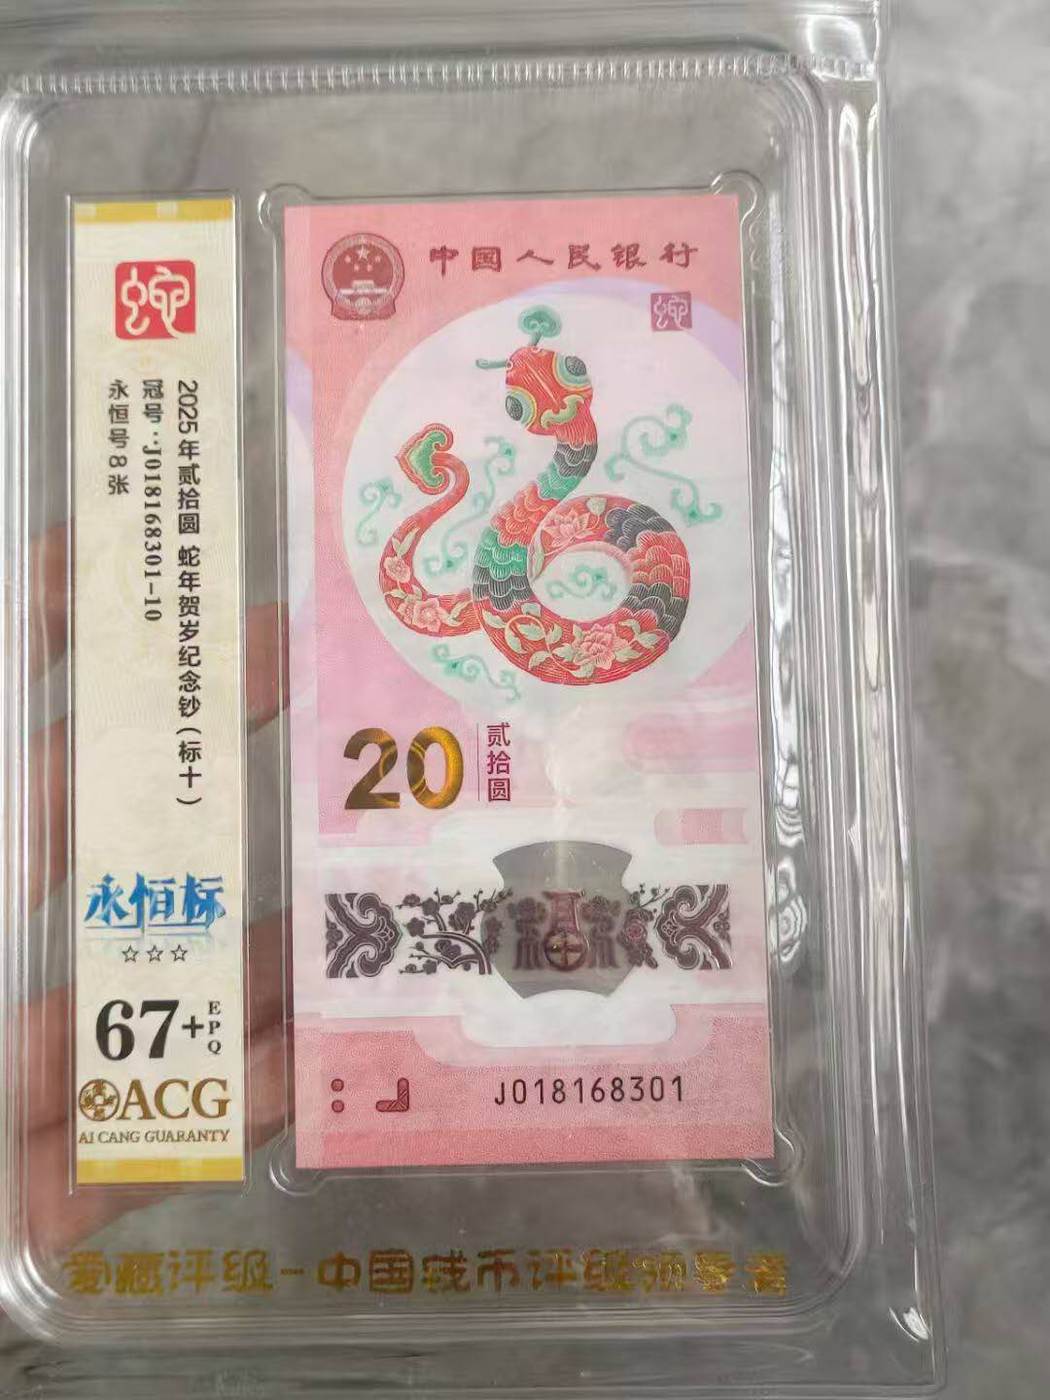 蛇
2025年贰拾圆 蛇年贺岁纪念钞（标十）
冠号：J018168301-10
永恒号8张
永恒标
☆☆☆
67+EPQ
ACG
AI CANG GUARANTY
中国人民银行
蛇
20
贰拾圆
J018168301
爱藏评级-中国钱币评级领导者